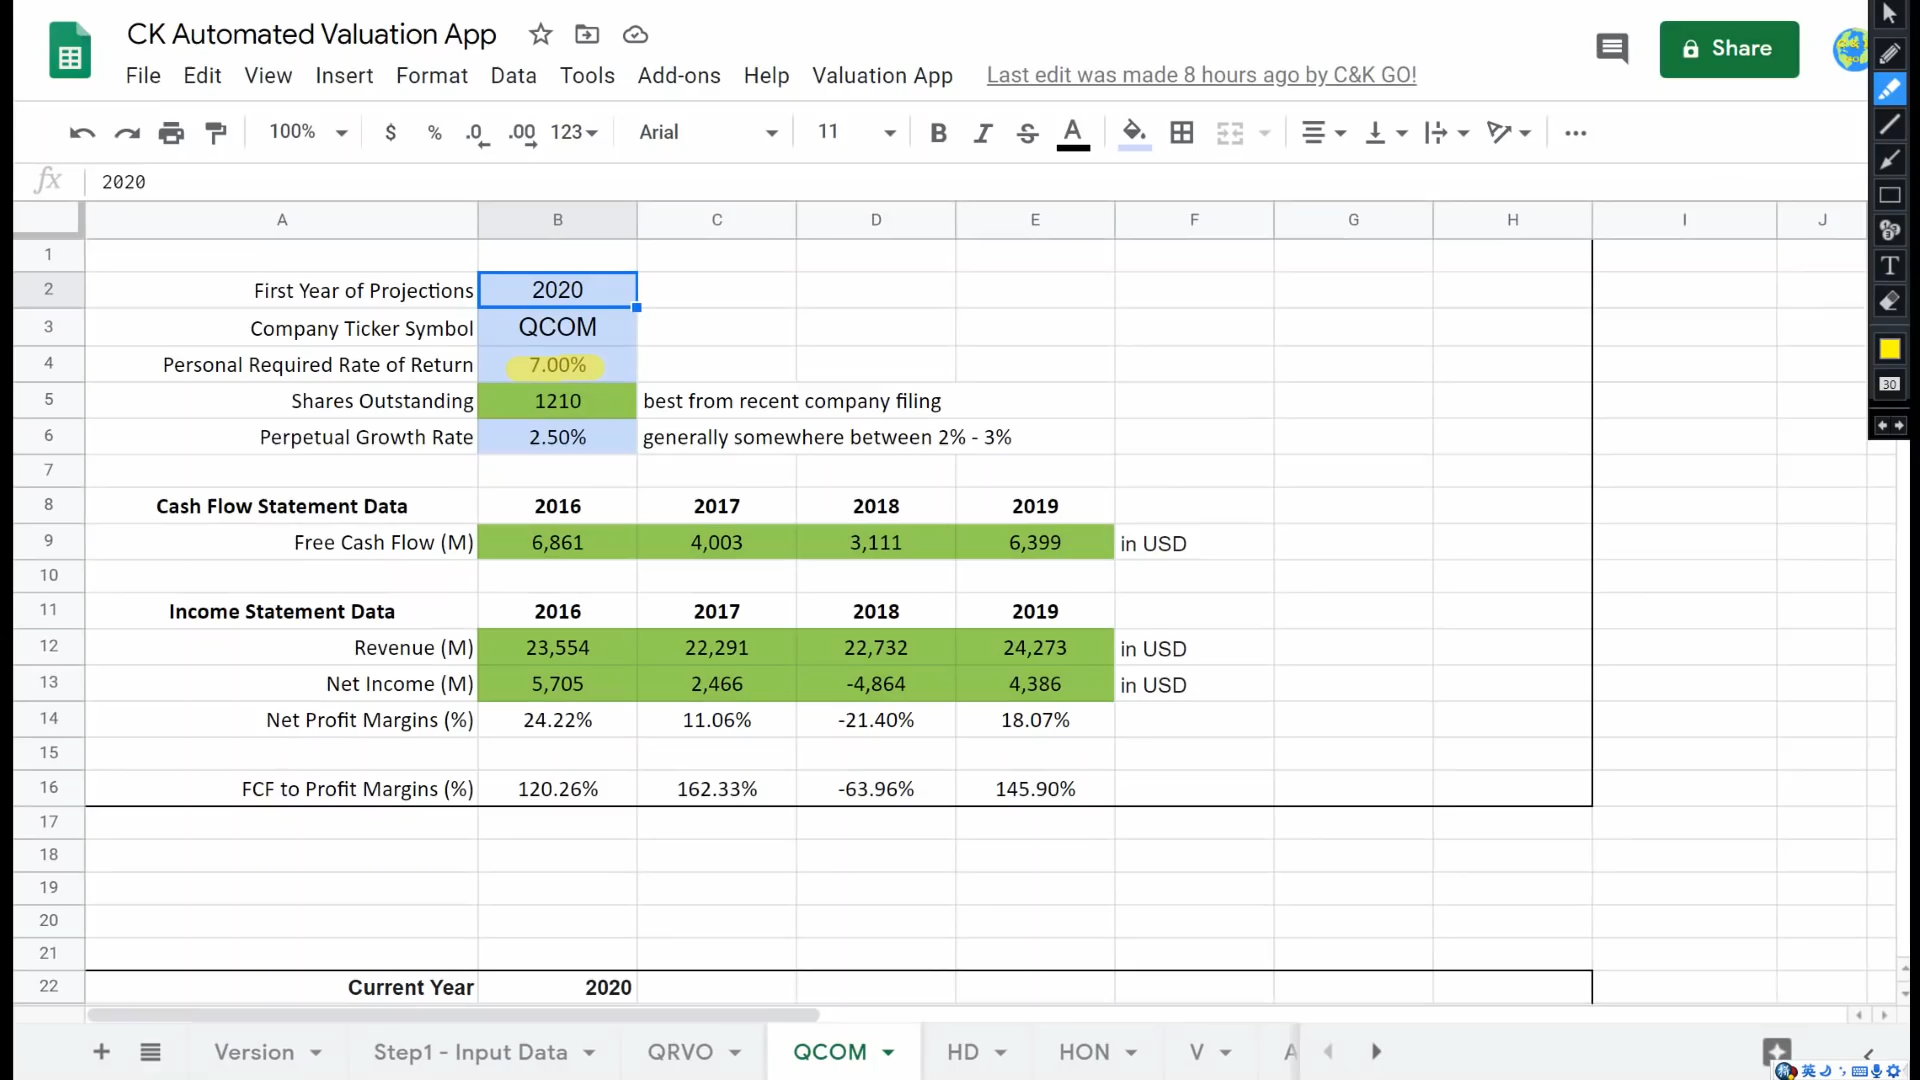 CK Automated Valuation App
File Edit View Insert Format Data Tools Add-ons Help Valuation App Last edit was made 8 hours ago by C&K GO!
Share
100% $ % .0 .00 123 Arial 11 B I S A
fx 2020
A B C D E F G H I J
1
2 First Year of Projections 2020
3 Company Ticker Symbol QCOM
4 Personal Required Rate of Return 7.00%
5 Shares Outstanding 1210 best from recent company filing
6 Perpetual Growth Rate 2.50% generally somewhere between 2% - 3%
7
8 Cash Flow Statement Data 2016 2017 2018 2019
9 Free Cash Flow (M) 6,861 4,003 3,111 6,399 in USD
10
11 Income Statement Data 2016 2017 2018 2019
12 Revenue (M) 23,554 22,291 22,732 24,273 in USD
13 Net Income (M) 5,705 2,466 -4,864 4,386 in USD
14 Net Profit Margins (%) 24.22% 11.06% -21.40% 18.07%
15
16 FCF to Profit Margins (%) 120.26% 162.33% -63.96% 145.90%
17
18
19
20
21
22 Current Year 2020
Version Step1 - Input Data QRVO QCOM HD HON V A
T
30
英